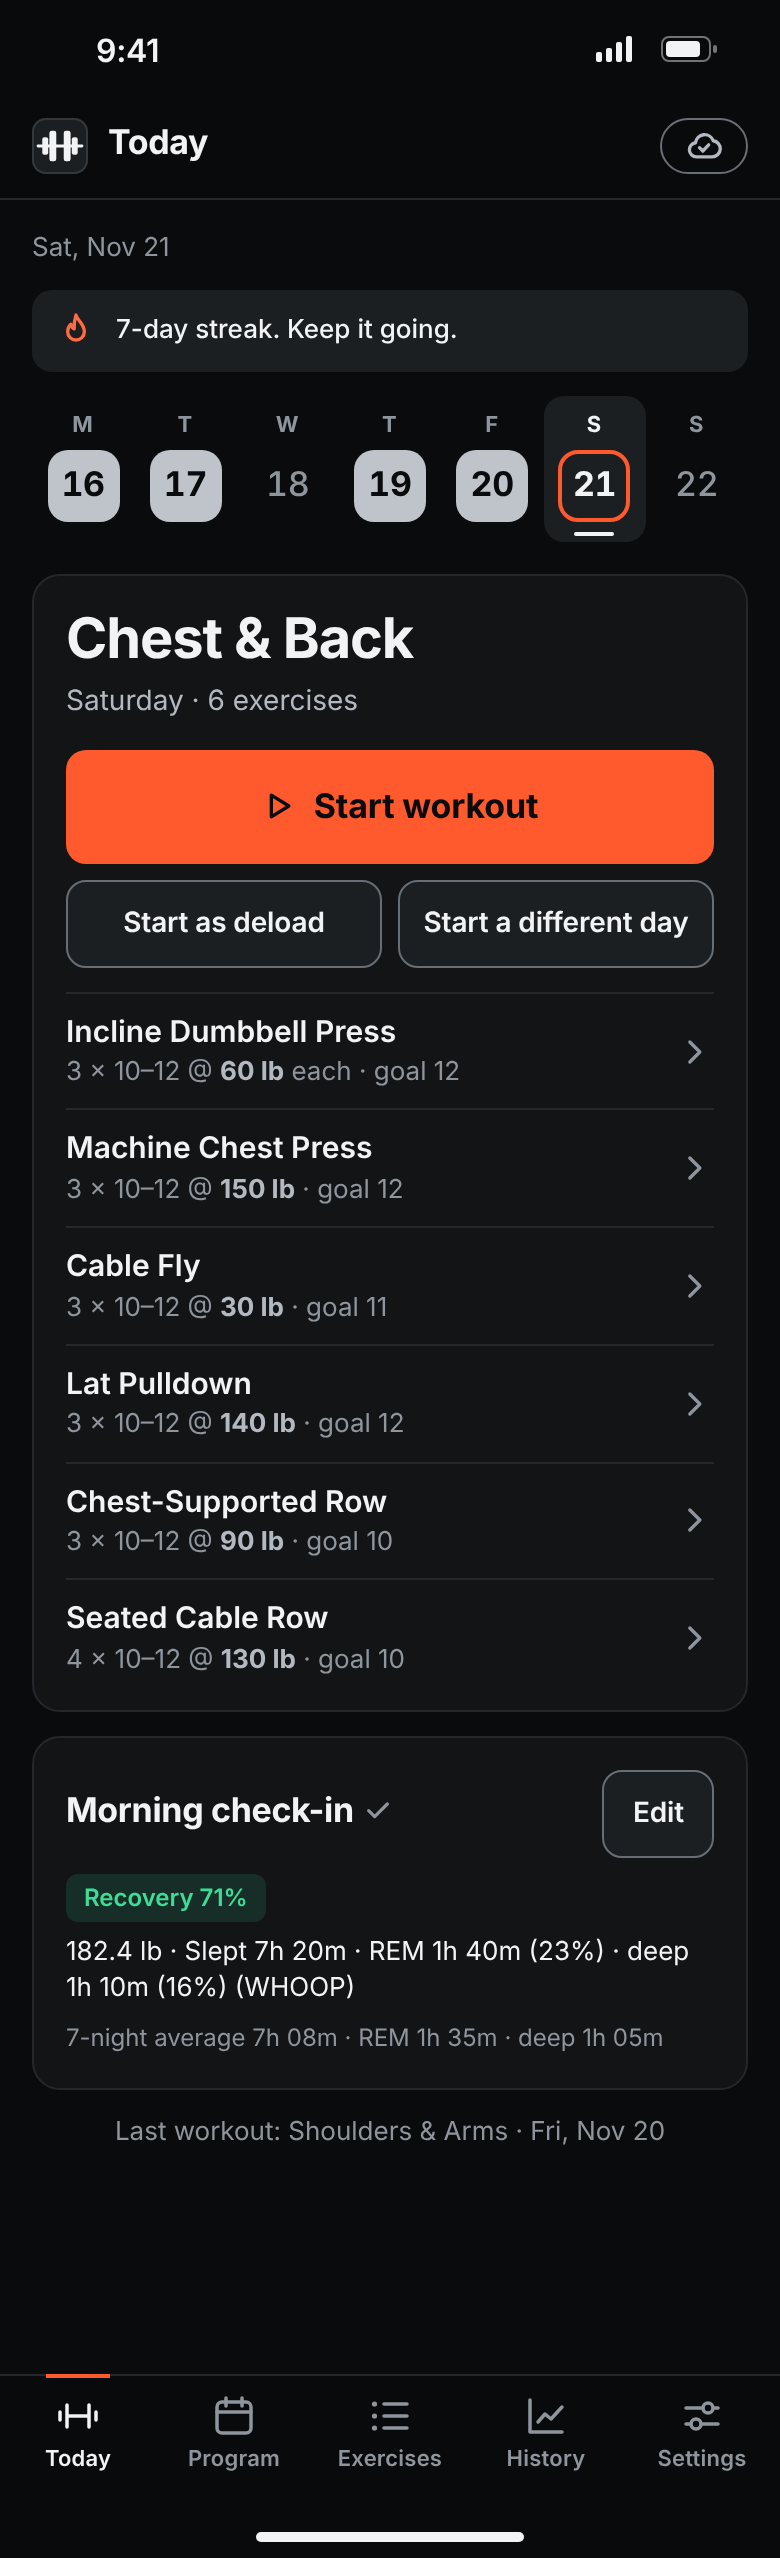 9:41
Today
Sat, Nov 21
7-day streak. Keep it going.
M T W T F S S
16 17 18 19 20 21 22
Chest & Back
Saturday · 6 exercises
Start workout
Start as deload
Start a different day
Incline Dumbbell Press
3 × 10–12 @ 60 lb each · goal 12
Machine Chest Press
3 × 10–12 @ 150 lb · goal 12
Cable Fly
3 × 10–12 @ 30 lb · goal 11
Lat Pulldown
3 × 10–12 @ 140 lb · goal 12
Chest-Supported Row
3 × 10–12 @ 90 lb · goal 10
Seated Cable Row
4 × 10–12 @ 130 lb · goal 10
Morning check-in
Edit
Recovery 71%
182.4 lb · Slept 7h 20m · REM 1h 40m (23%) · deep
1h 10m (16%) (WHOOP)
7-night average 7h 08m · REM 1h 35m · deep 1h 05m
Last workout: Shoulders & Arms · Fri, Nov 20
Today Program Exercises History Settings